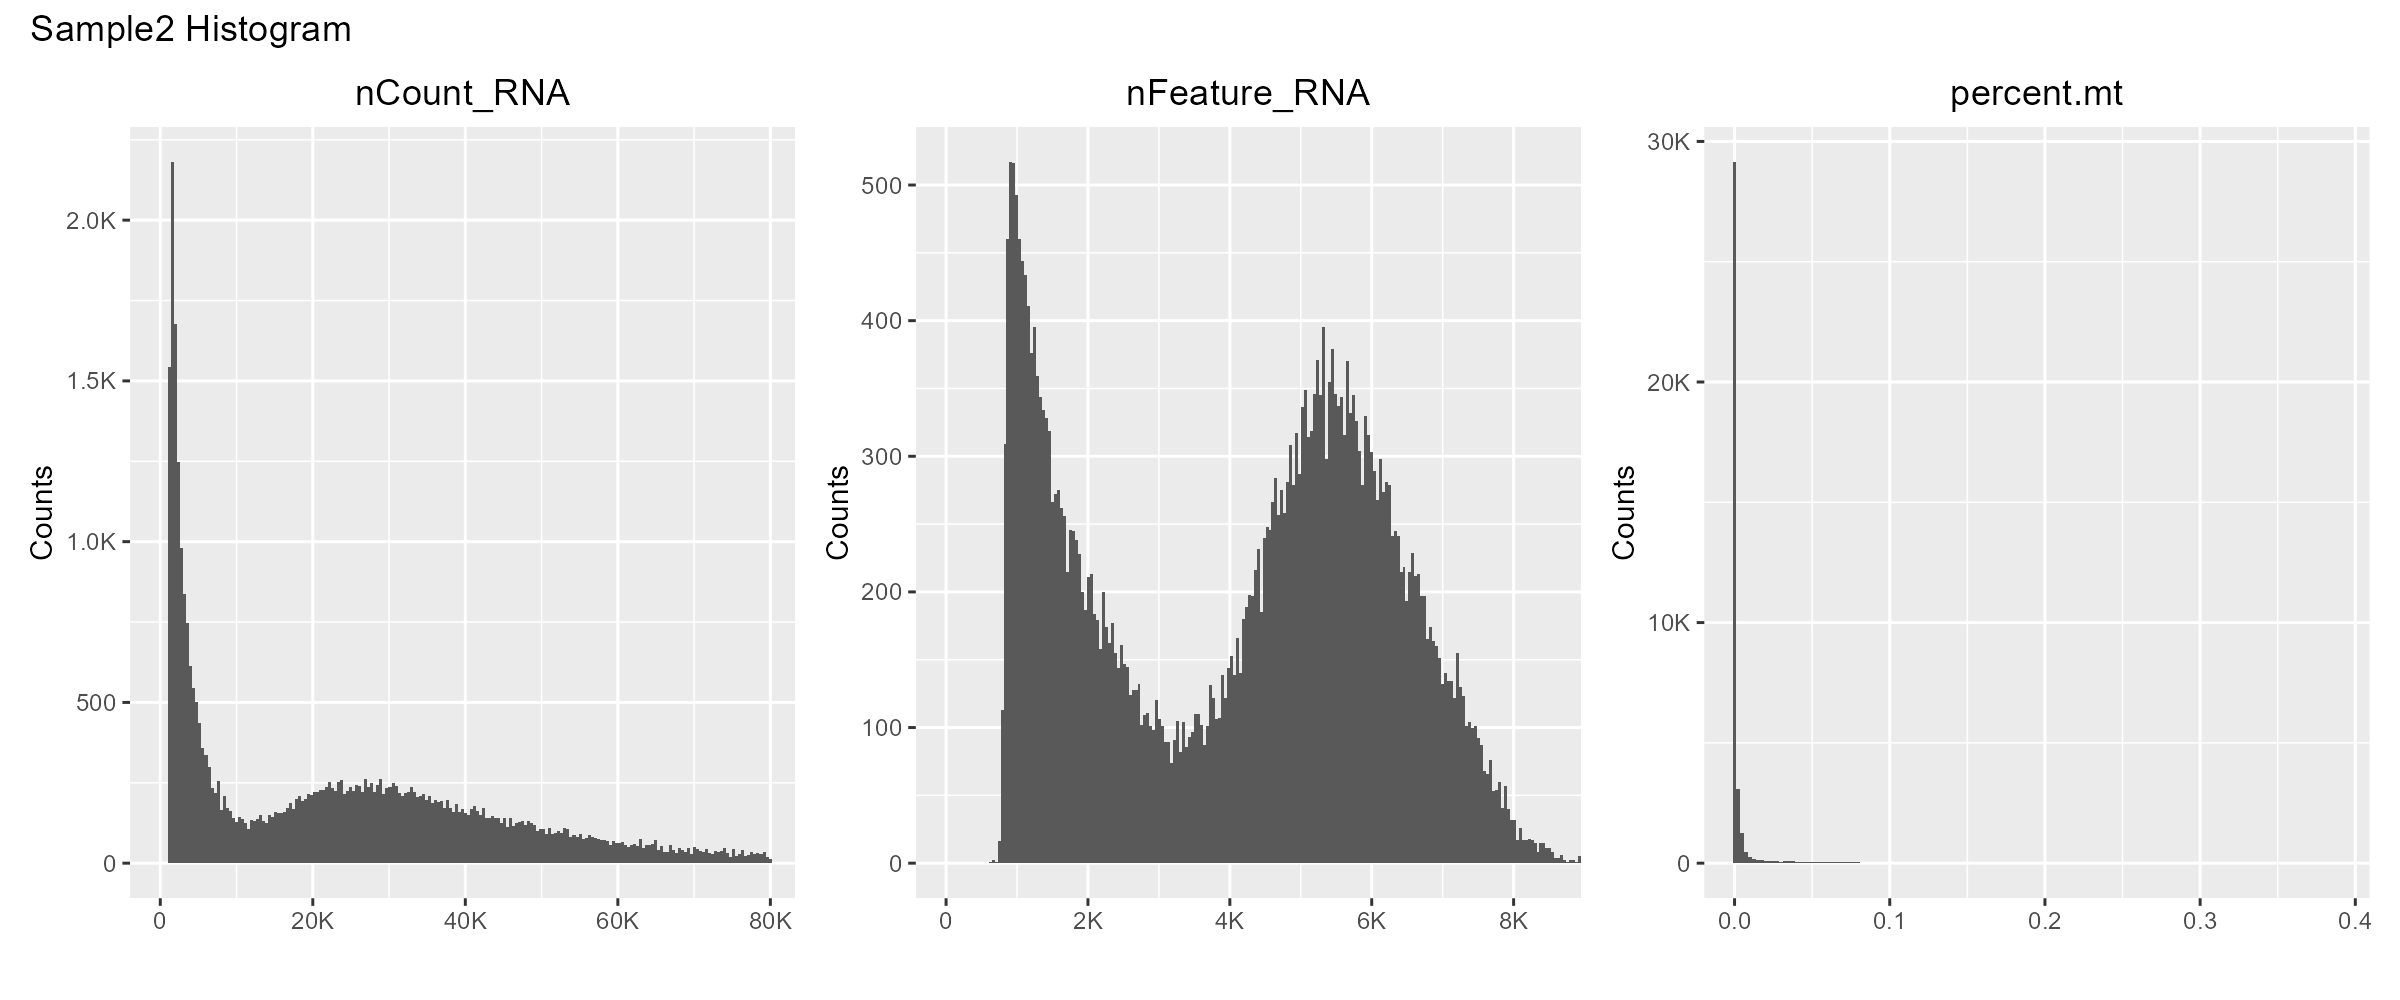 Sample2 Histogram
nCount_RNA
nFeature_RNA
percent.mt
Counts
2.0K
1.5K
1.0K
500
0
0 20K 40K 60K 80K
Counts
500
400
300
200
100
0
0 2K 4K 6K 8K
Counts
30K
20K
10K
0
0.0 0.1 0.2 0.3 0.4